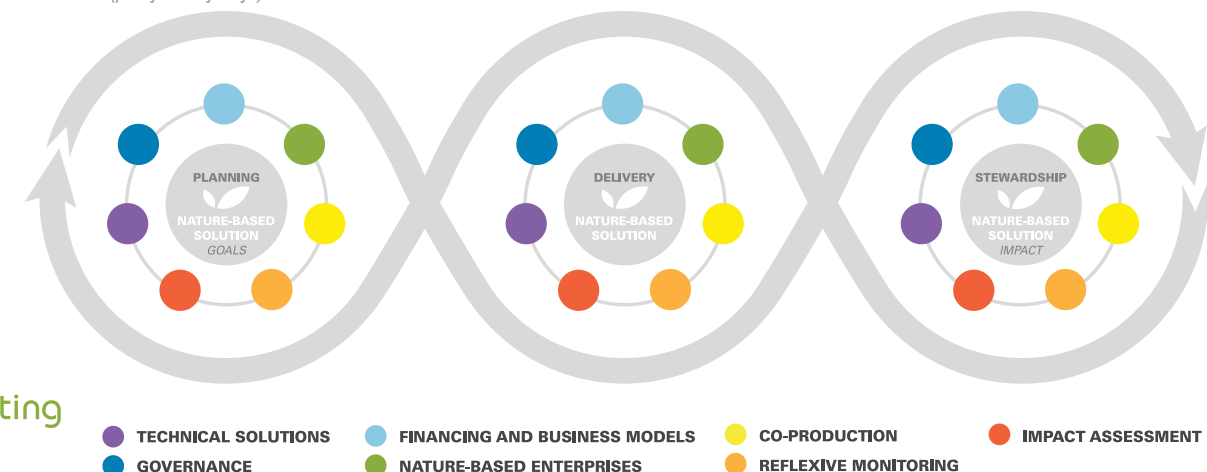 PLANNING
NATURE-BASED
SOLUTION
GOALS
DELIVERY
NATURE-BASED
SOLUTION
STEWARDSHIP
NATURE-BASED
SOLUTION
IMPACT
ting
TECHNICAL SOLUTIONS
FINANCING AND BUSINESS MODELS
CO-PRODUCTION
IMPACT ASSESSMENT
GOVERNANCE
NATURE-BASED ENTERPRISES
REFLEXIVE MONITORING